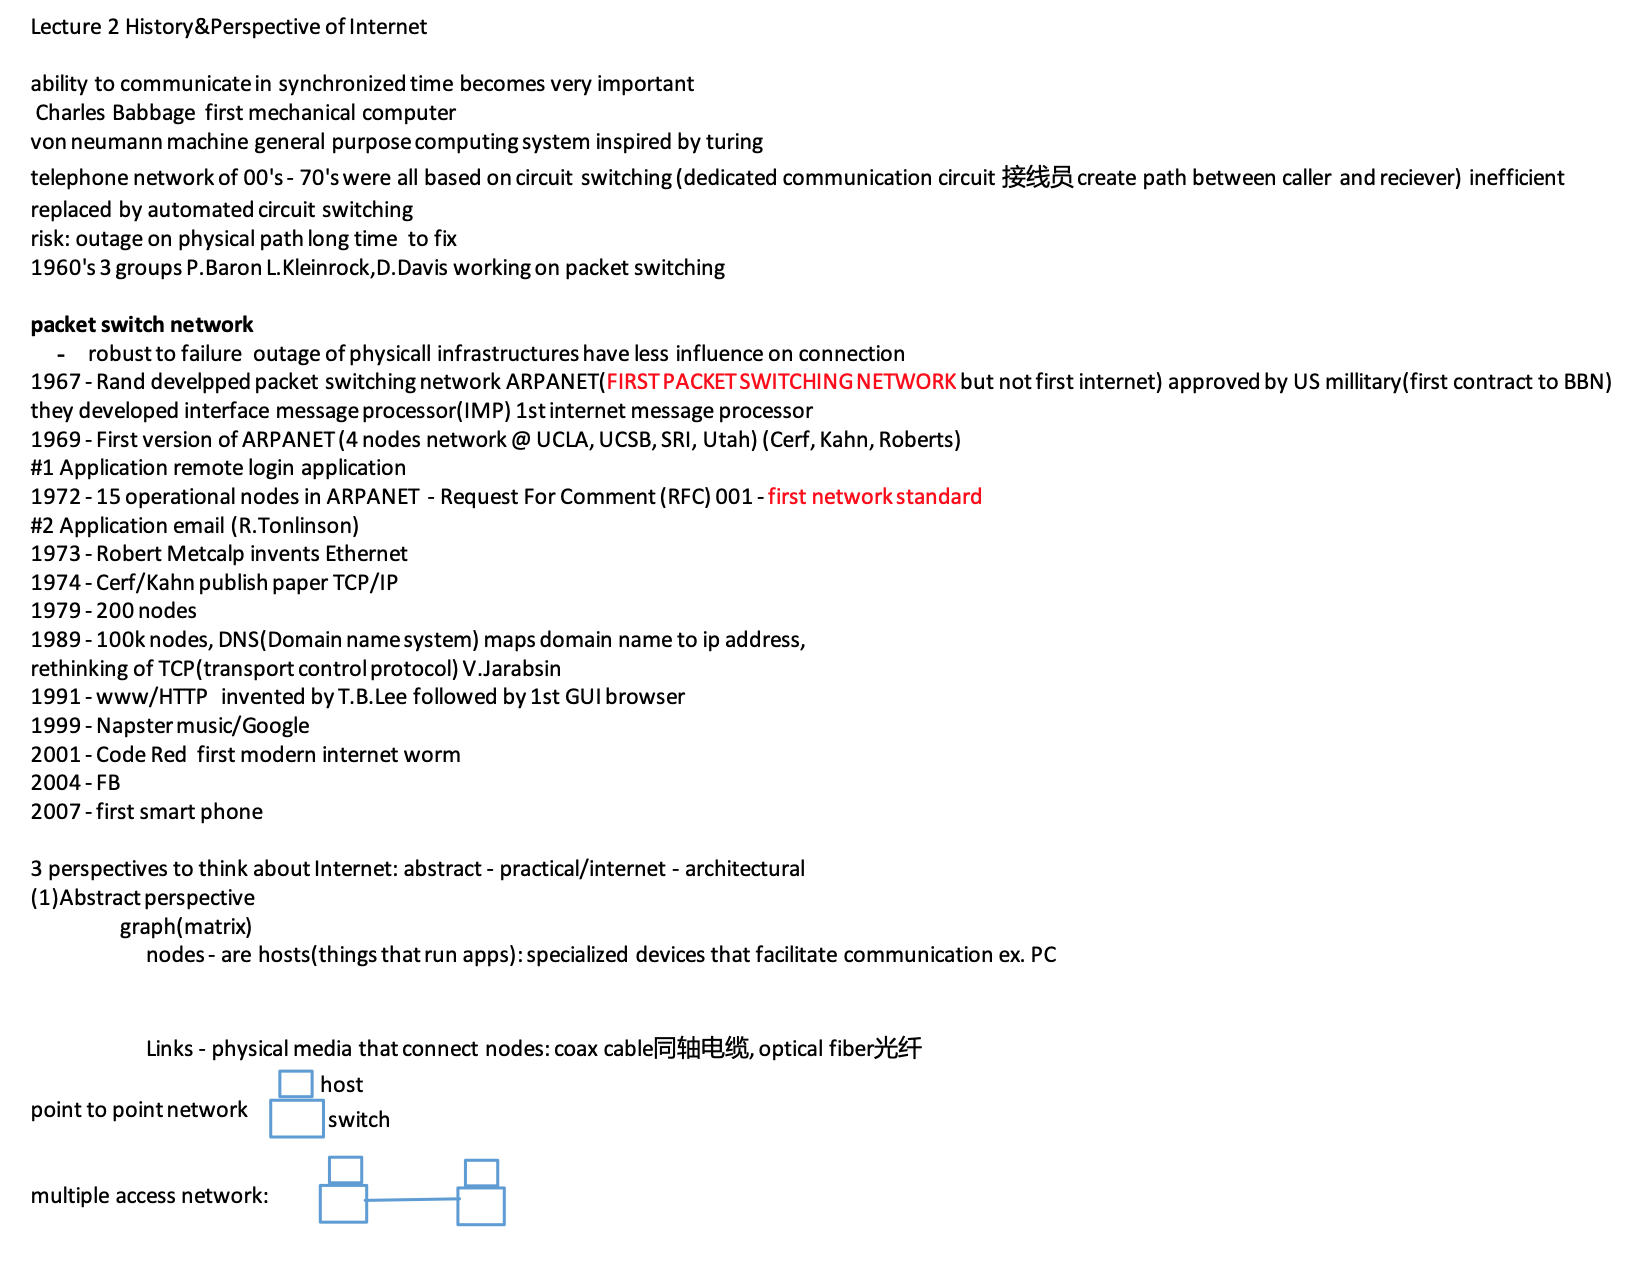 Lecture 2 History&Perspective of Internet
ability to communicate in synchronized time becomes very important
Charles Babbage first mechanical computer
von neumann machine general purpose computing system inspired by turing
telephone network of 00's - 70's were all based on circuit switching (dedicated communication circuit 接线员 create path between caller and reciever) inefficient
replaced by automated circuit switching
risk: outage on physical path long time to fix
1960's 3 groups P.Baron L.Kleinrock,D.Davis working on packet switching
packet switch network
- robust to failure outage of physicall infrastructures have less influence on connection
1967 - Rand develpped packet switching network ARPANET(FIRST PACKET SWITCHING NETWORK but not first internet) approved by US millitary(first contract to BBN)
they developed interface message processor(IMP) 1st internet message processor
1969 - First version of ARPANET (4 nodes network @ UCLA, UCSB, SRI, Utah) (Cerf, Kahn, Roberts)
#1 Application remote login application
1972 - 15 operational nodes in ARPANET - Request For Comment (RFC) 001 - first network standard
#2 Application email (R.Tonlinson)
1973 - Robert Metcalp invents Ethernet
1974 - Cerf/Kahn publish paper TCP/IP
1979 - 200 nodes
1989 - 100k nodes, DNS(Domain name system) maps domain name to ip address,
rethinking of TCP(transport control protocol) V.Jarabsin
1991 - www/HTTP invented by T.B.Lee followed by 1st GUI browser
1999 - Napster music/Google
2001 - Code Red first modern internet worm
2004 - FB
2007 - first smart phone
3 perspectives to think about Internet: abstract - practical/internet - architectural
(1)Abstract perspective
graph(matrix)
nodes - are hosts(things that run apps): specialized devices that facilitate communication ex. PC
Links - physical media that connect nodes: coax cable同轴电缆, optical fiber光纤
host
point to point network
switch
multiple access network: